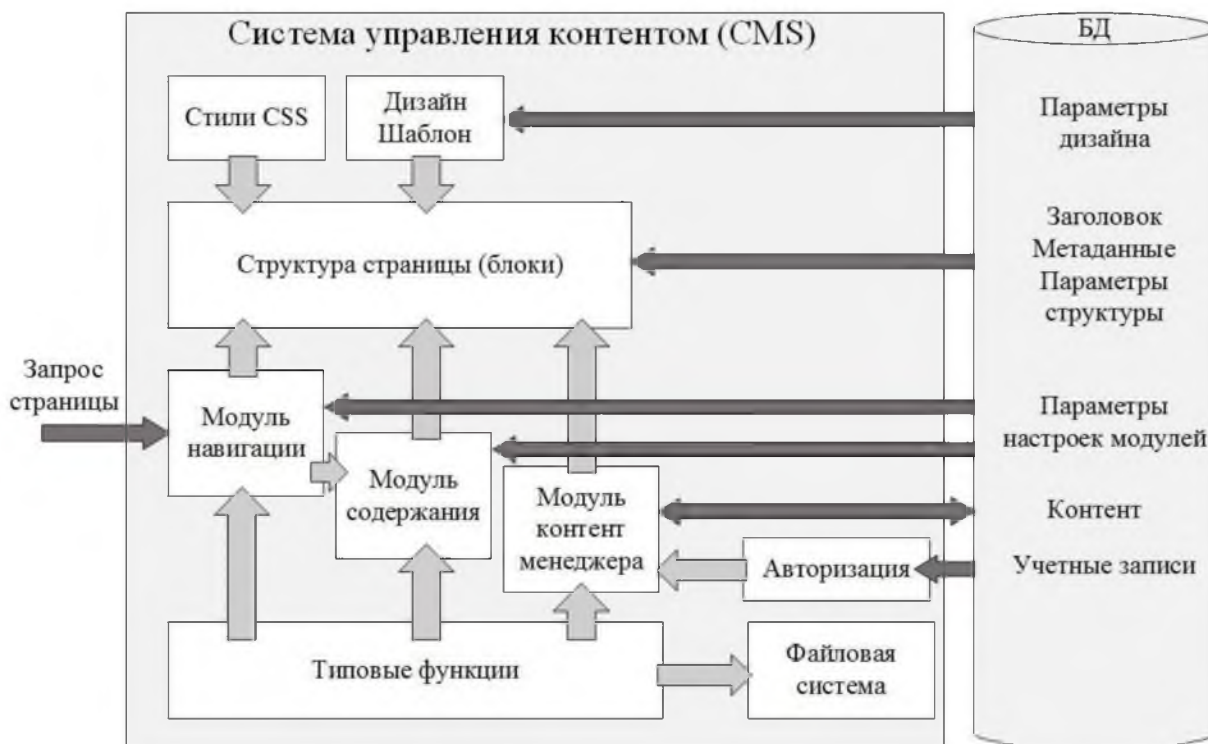 Система управления контентом (CMS)
БД
Стили CSS
Дизайн
Шаблон
Параметры
дизайна
Структура страницы (блоки)
Заголовок
Метаданные
Параметры
структуры
Запрос
страницы
Модуль
навигации
Параметры
настроек модулей
Модуль
содержания
Модуль
контент
менеджера
Контент
Авторизация
Учетные записи
Типовые функции
Файловая
система